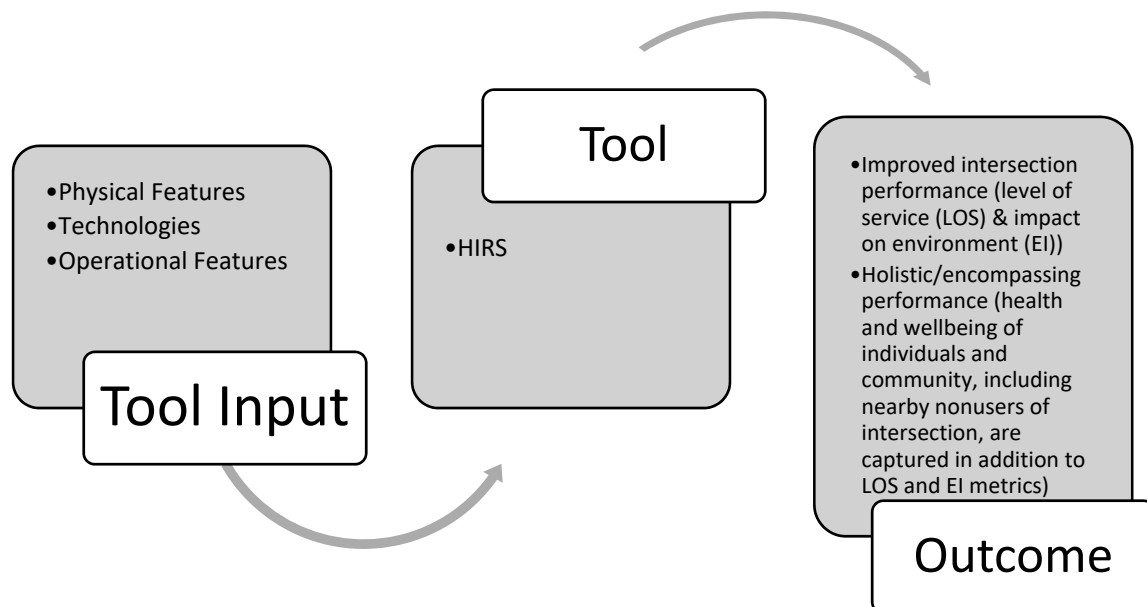 •Physical Features
•Technologies
•Operational Features
Tool Input
Tool
•HIRS
•Improved intersection
performance (level of
service (LOS) & impact
on environment (EI))
•Holistic/encompassing
performance (health
and wellbeing of
individuals and
community, including
nearby nonusers of
intersection, are
captured in addition to
LOS and EI metrics)
Outcome